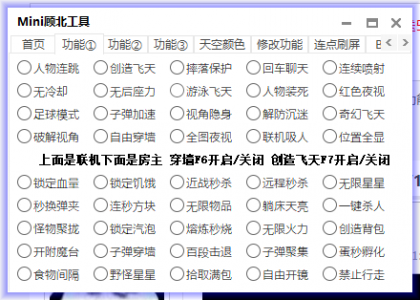 Mini顾北工具
首页 功能① 功能② 功能③ 天空颜色 修改功能 连点刷屏
人物连跳 创造飞天 摔落保护 回车聊天 连续喷射
无冷却 无后座力 游泳飞天 人物装死 红色夜视
足球模式 子弹加速 视角隐身 解防沉迷 奇幻飞天
破解视角 自由穿墙 全图夜视 联机吸人 位置全显
上面是联机下面是房主 穿墙F6开启/关闭 创造飞天F7开启/关闭
锁定血量 锁定饥饿 近战秒杀 远程秒杀 无限星星
秒换弹夹 连秒方块 无限物品 躺床天亮 一键杀人
怪物聚拢 锁定汽泡 熔炼秒烧 无限火力 创造背包
开附魔台 子弹穿墙 百段击退 子弹聚集 蛋秒孵化
食物间隔 野怪星星 拾取满包 自由开镜 禁止行走